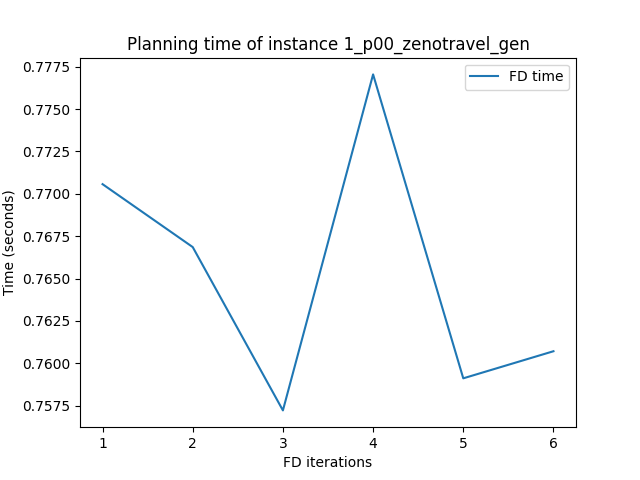 Planning time of instance 1_p00_zenotravel_gen
FD time
Time (seconds)
0.7775
0.7750
0.7725
0.7700
0.7675
0.7650
0.7625
0.7600
0.7575
1 2 3 4 5 6
FD iterations